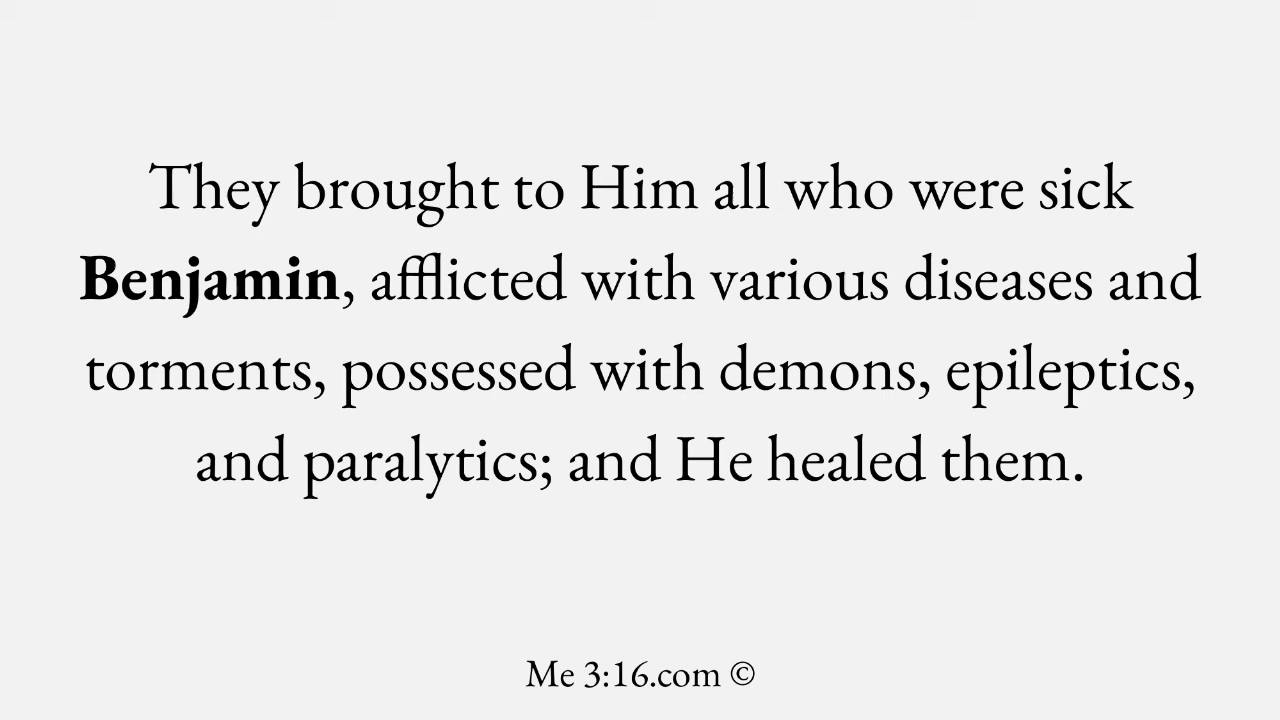 They brought to Him all who were sick
Benjamin, afflicted with various diseases and
torments, possessed with demons, epileptics,
and paralytics; and He healed them.
Me 3:16.com ©